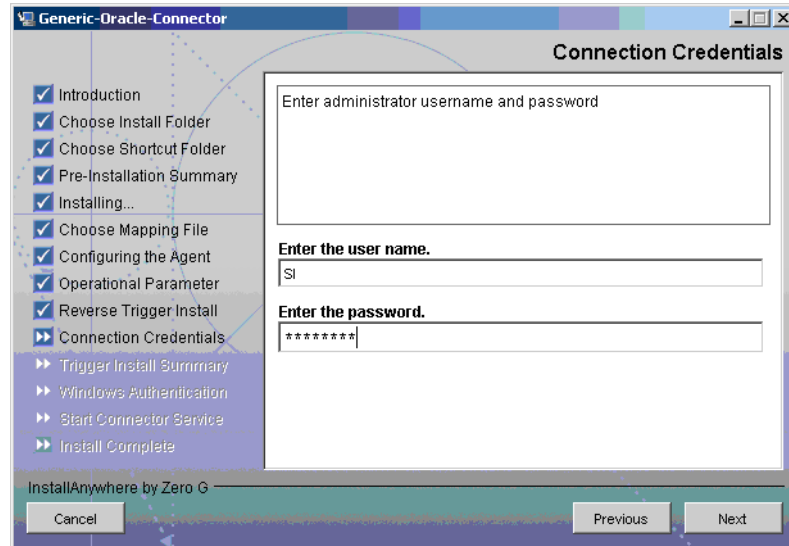 Generic-Oracle-Connector
Connection Credentials
Introduction
Choose Install Folder
Choose Shortcut Folder
Pre-Installation Summary
Installing...
Choose Mapping File
Configuring the Agent
Operational Parameter
Reverse Trigger Install
Connection Credentials
Trigger Install Summary
Windows Authentication
Start Connector Service
Install Complete
Enter administrator username and password
Enter the user name.
SI
Enter the password.
********
InstallAnywhere by Zero G
Cancel
Previous
Next